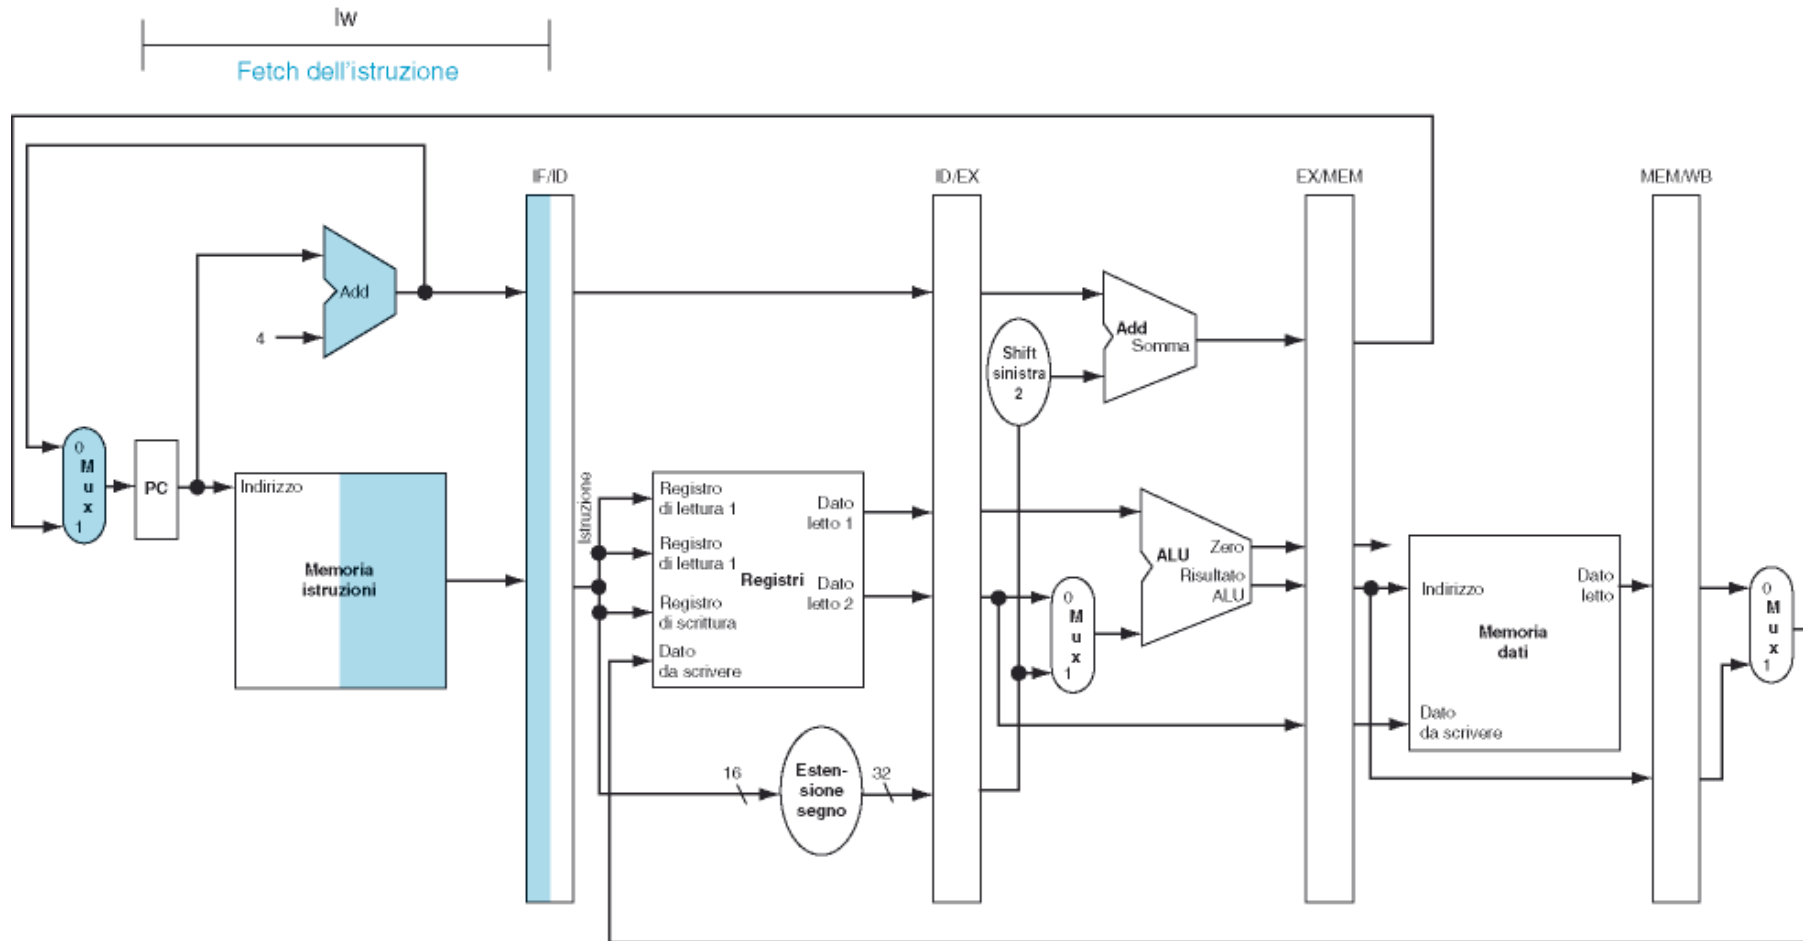 lw
Fetch dell'istruzione
IF/ID
ID/EX
EX/MEM
MEM/WB
Add
4
Add
Somma
Shift
sinistra
2
0
M
u
x
1
PC
Indirizzo
Memoria
istruzioni
Istruzione
Registro
di lettura 1
Registro
di lettura 1
Registro
di scrittura
Dato
da scrivere
Registri
Dato
letto 1
Dato
letto 2
16
Esten-
sione
segno
32
0
M
u
x
1
ALU
Zero
Risultato
ALU
Indirizzo
Dato
letto
Memoria
dati
Dato
da scrivere
0
M
u
x
1